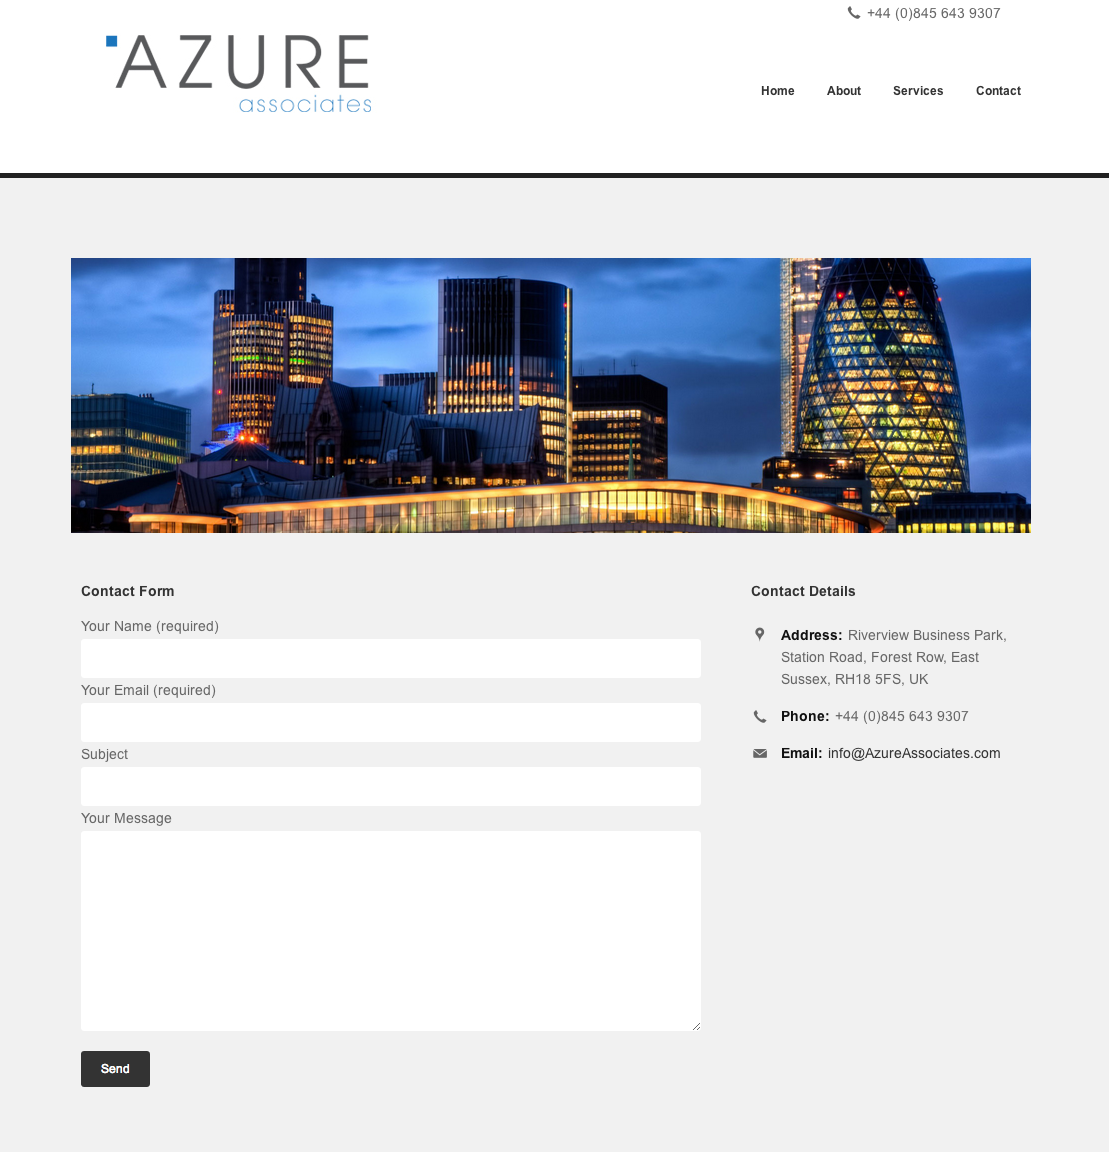 +44 (0)845 643 9307
AZURE
associates
Home About Services Contact
Contact Form
Your Name (required)
Your Email (required)
Subject
Your Message
Send
Contact Details
Address: Riverview Business Park,
Station Road, Forest Row, East
Sussex, RH18 5FS, UK
Phone: +44 (0)845 643 9307
Email: info@AzureAssociates.com